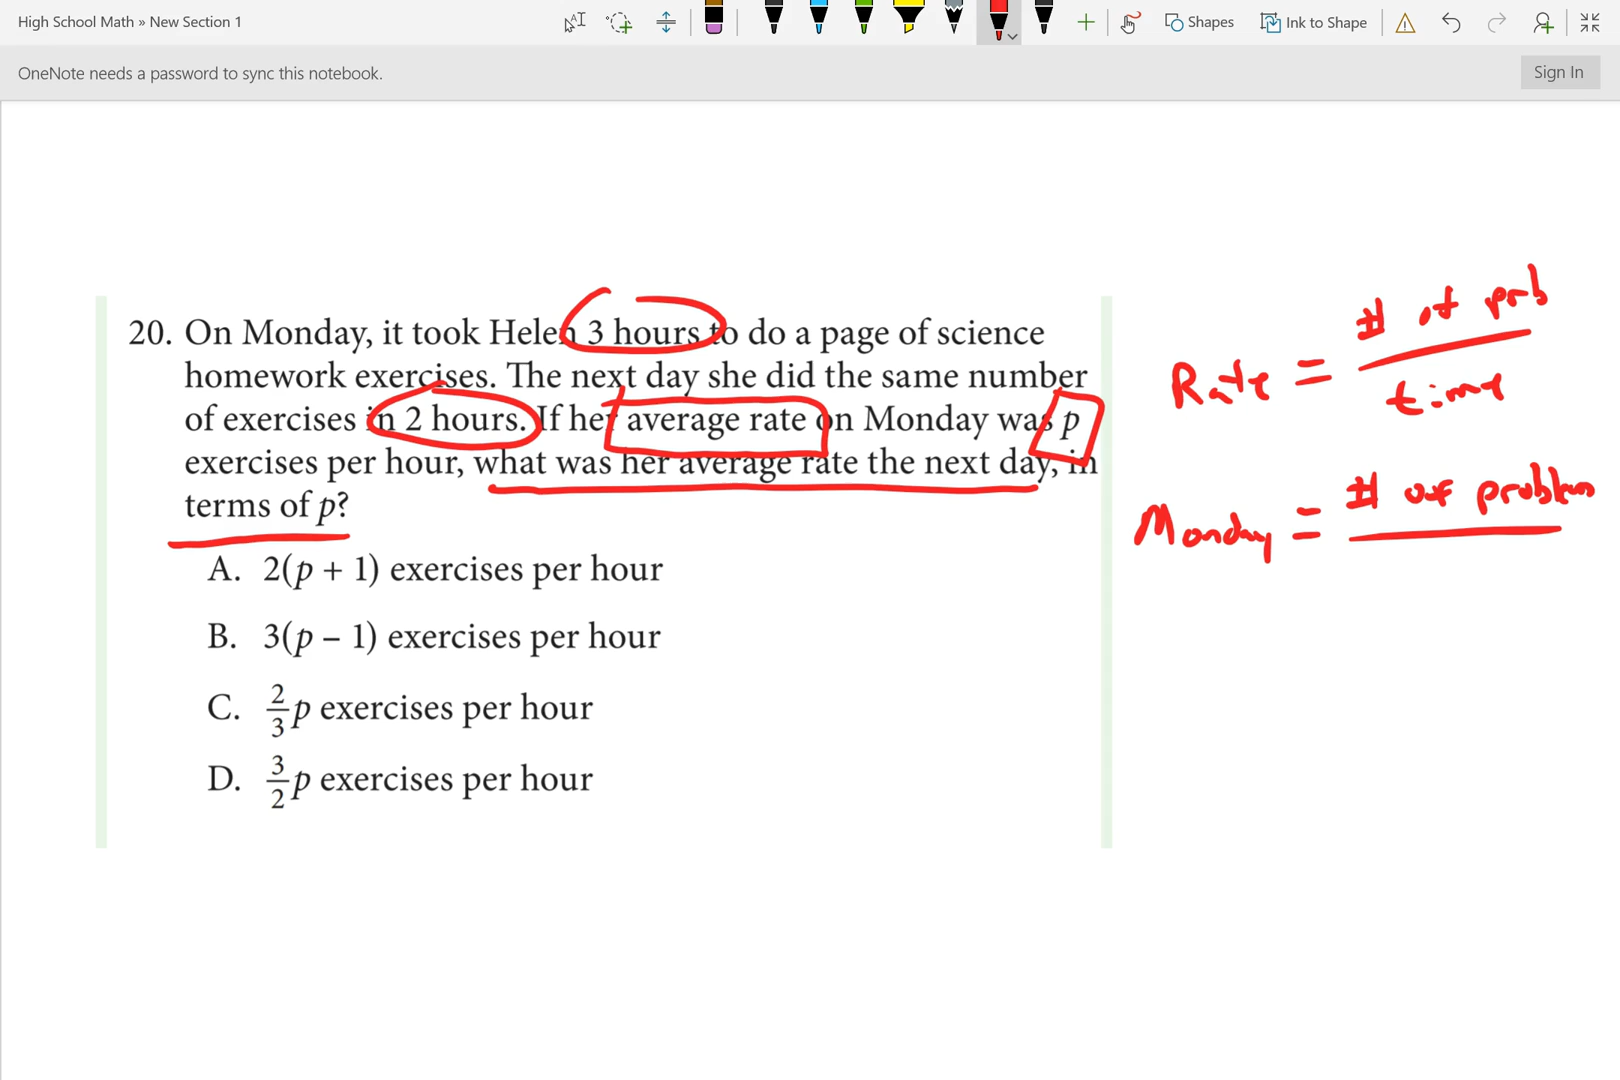 High School Math » New Section 1
Shapes
Ink to Shape
OneNote needs a password to sync this notebook.
Sign In
20. On Monday, it took Helen 3 hours to do a page of science
homework exercises. The next day she did the same number
of exercises in 2 hours. If her average rate on Monday was p
exercises per hour, what was her average rate the next day, in
terms of p?
A. 2(p + 1) exercises per hour
B. 3(p – 1) exercises per hour
C. 2/3 p exercises per hour
D. 3/2 p exercises per hour
Rate = # of prb / time
Monday = # of problem